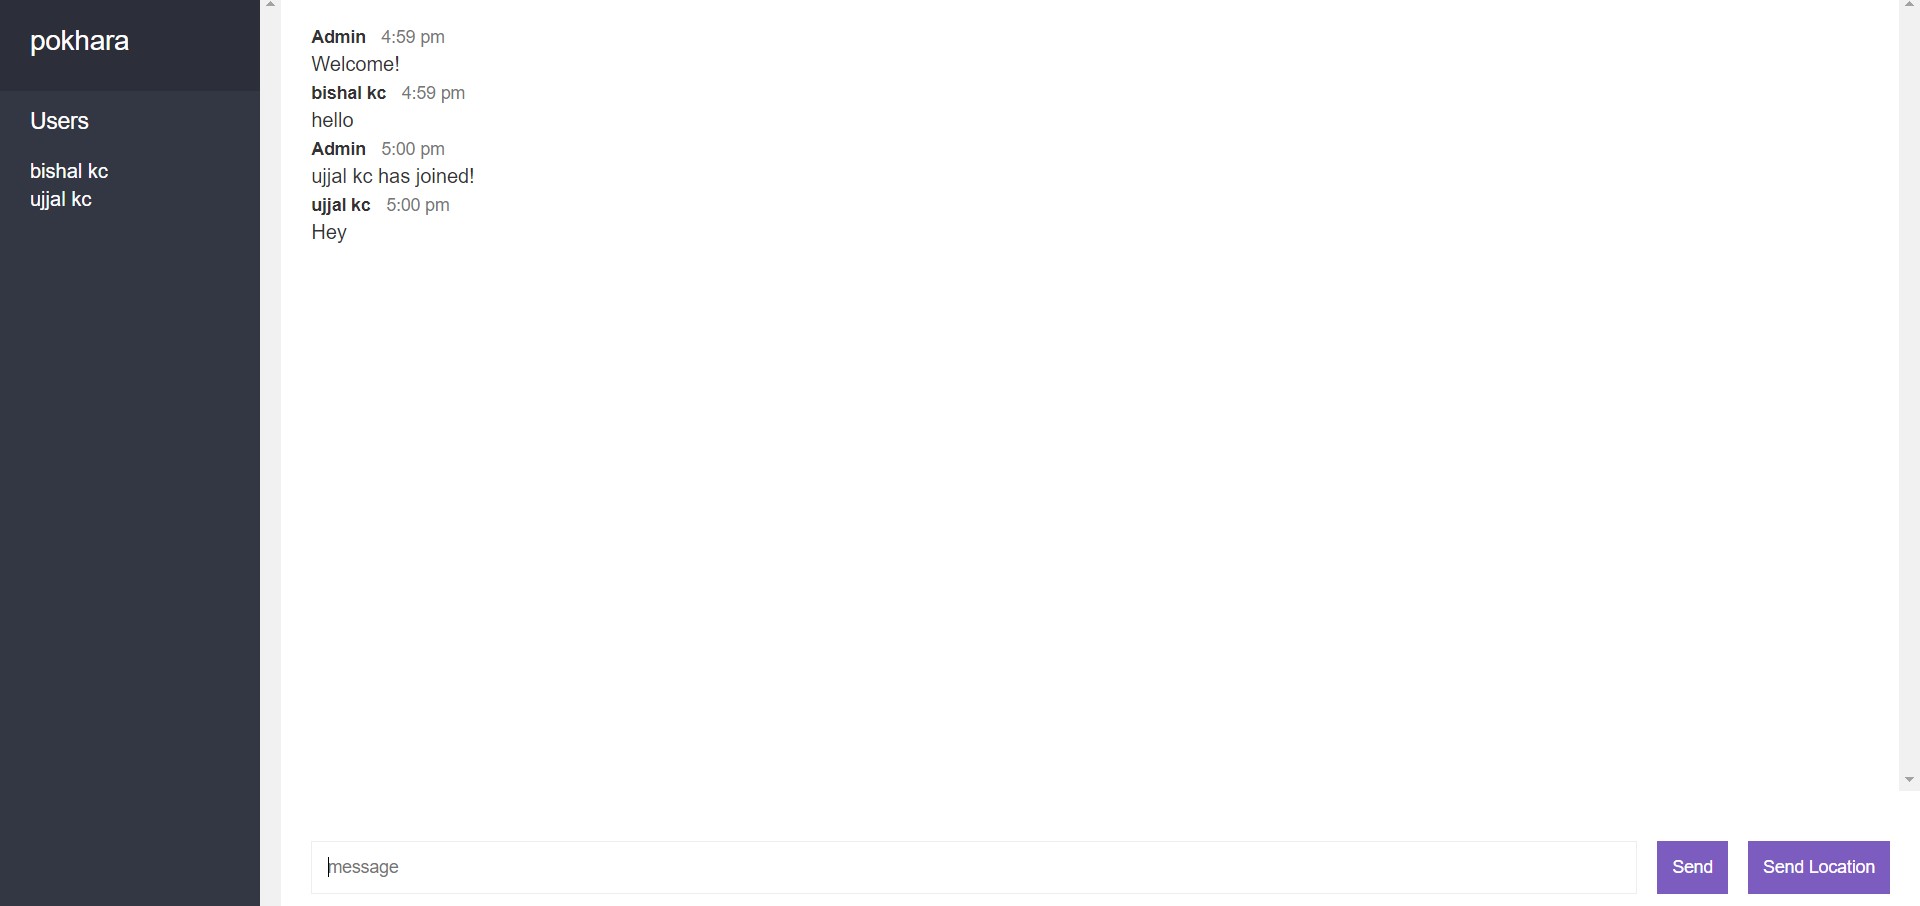 pokhara
Users
bishal kc
ujjal kc
Admin 4:59 pm
Welcome!
bishal kc 4:59 pm
hello
Admin 5:00 pm
ujjal kc has joined!
ujjal kc 5:00 pm
Hey
message
Send
Send Location